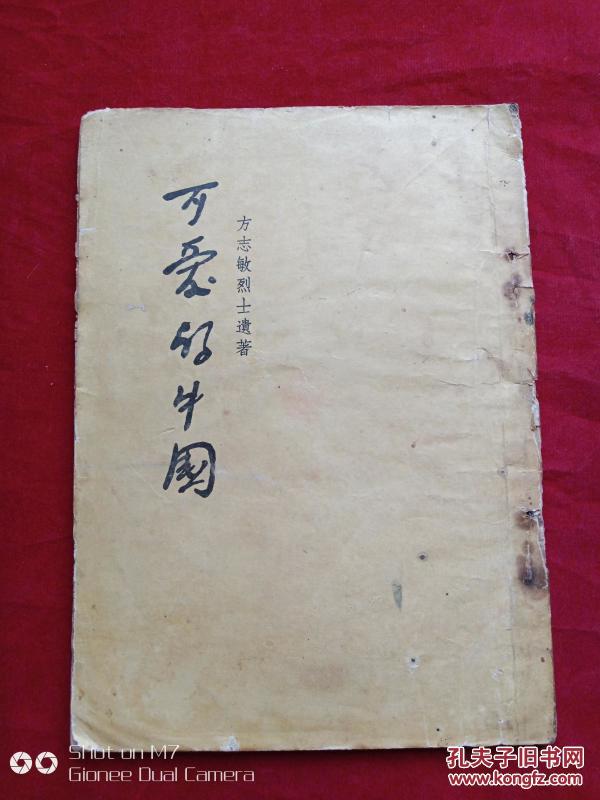 方志敏烈士遺著
可爱的中國
Shot on M7
Gionee Dual Camera
孔夫子旧书网
www.kongfz.com